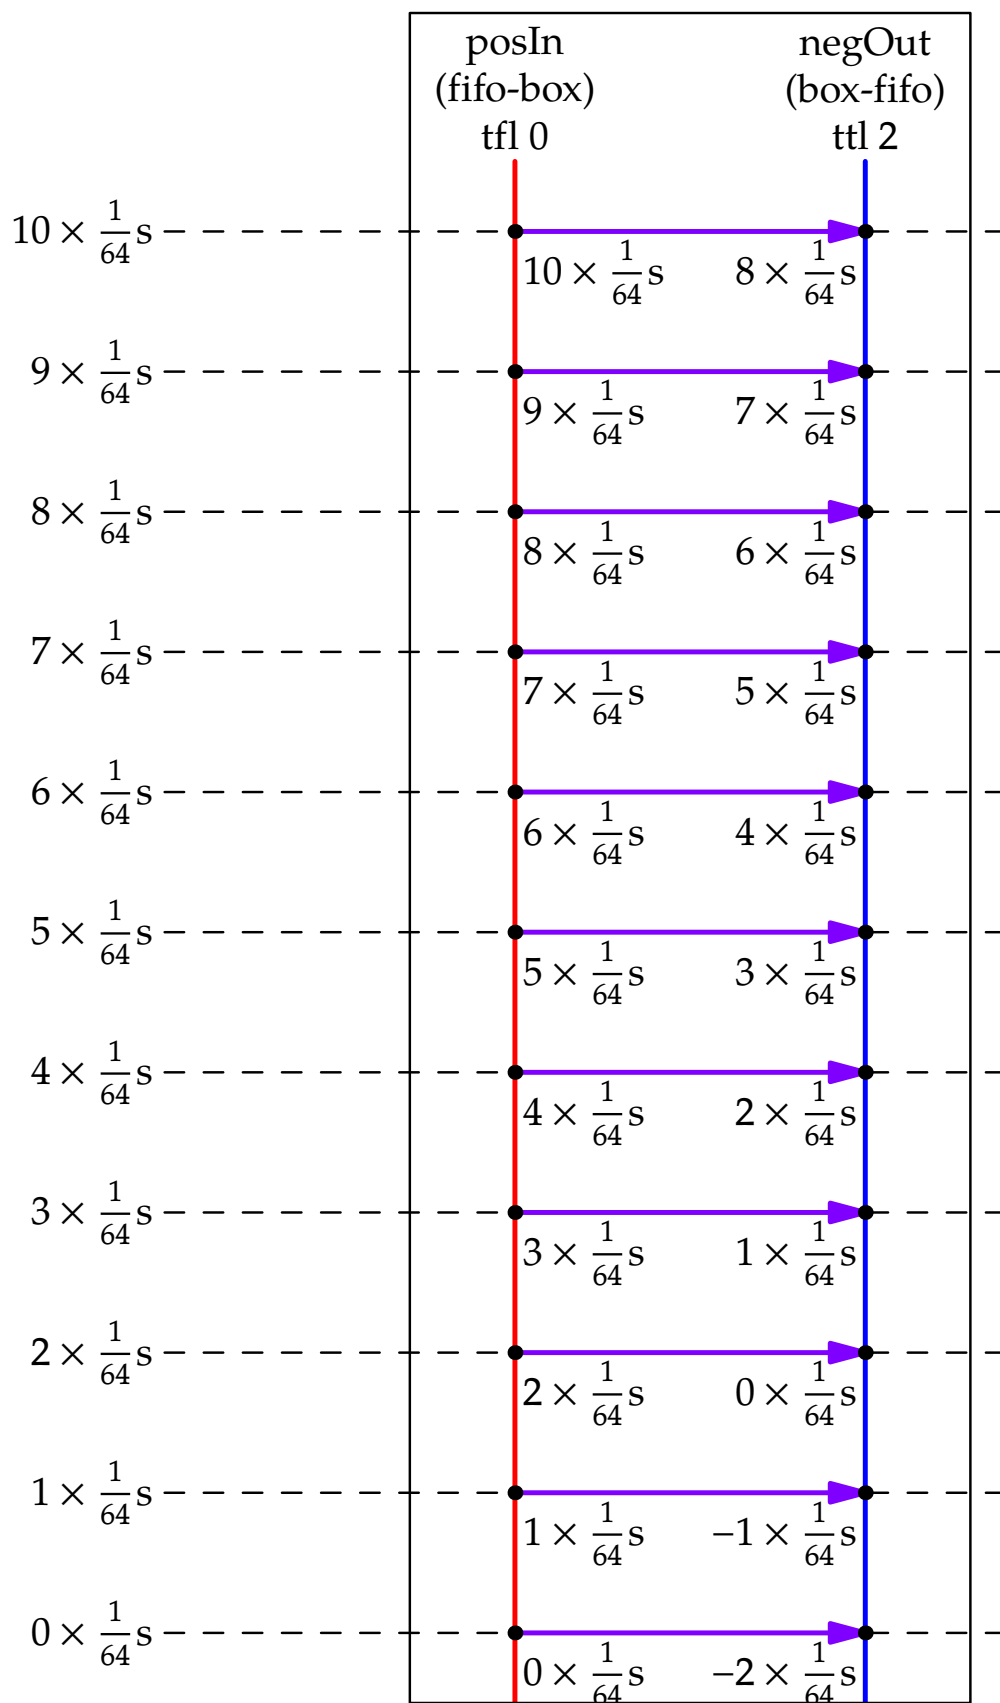 posIn negOut
(fifo-box) (box-fifo)
tfl 0 ttl 2
10 × 1/64 s
10 × 1/64 s 8 × 1/64 s
9 × 1/64 s
9 × 1/64 s 7 × 1/64 s
8 × 1/64 s
8 × 1/64 s 6 × 1/64 s
7 × 1/64 s
7 × 1/64 s 5 × 1/64 s
6 × 1/64 s
6 × 1/64 s 4 × 1/64 s
5 × 1/64 s
5 × 1/64 s 3 × 1/64 s
4 × 1/64 s
4 × 1/64 s 2 × 1/64 s
3 × 1/64 s
3 × 1/64 s 1 × 1/64 s
2 × 1/64 s
2 × 1/64 s 0 × 1/64 s
1 × 1/64 s
1 × 1/64 s –1 × 1/64 s
0 × 1/64 s
0 × 1/64 s –2 × 1/64 s